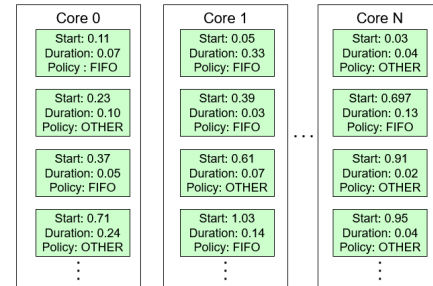 Core 0
Start: 0.11
Duration: 0.07
Policy : FIFO
Start: 0.23
Duration: 0.10
Policy: OTHER
Start: 0.37
Duration: 0.05
Policy: FIFO
Start: 0.71
Duration: 0.24
Policy: OTHER
Core 1
Start: 0.05
Duration: 0.33
Policy: FIFO
Start: 0.39
Duration: 0.03
Policy: FIFO
Start: 0.61
Duration: 0.07
Policy: OTHER
Start: 1.03
Duration: 0.14
Policy: FIFO
...
Core N
Start: 0.03
Duration: 0.04
Policy: OTHER
Start: 0.697
Duration: 0.13
Policy: FIFO
Start: 0.91
Duration: 0.02
Policy: OTHER
Start: 0.95
Duration: 0.04
Policy: OTHER